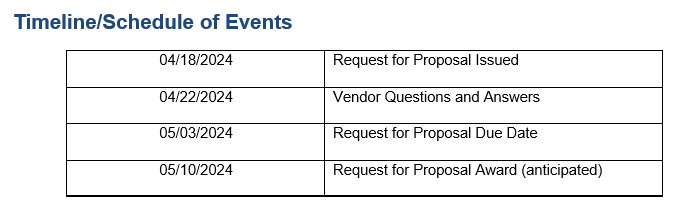 Timeline/Schedule of Events
04/18/2024 Request for Proposal Issued
04/22/2024 Vendor Questions and Answers
05/03/2024 Request for Proposal Due Date
05/10/2024 Request for Proposal Award (anticipated)